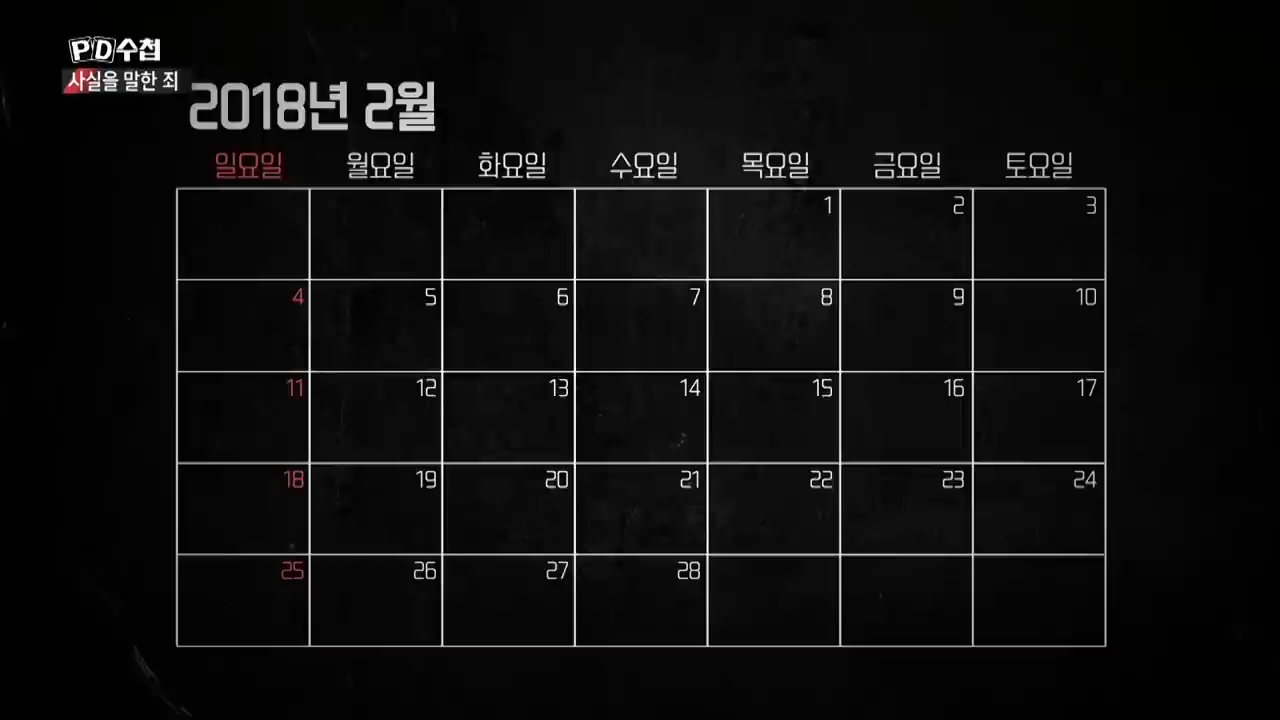 PD수첩
사실을 말한 죄
2018년 2월
일요일 월요일 화요일 수요일 목요일 금요일 토요일
1 2 3
4 5 6 7 8 9 10
11 12 13 14 15 16 17
18 19 20 21 22 23 24
25 26 27 28